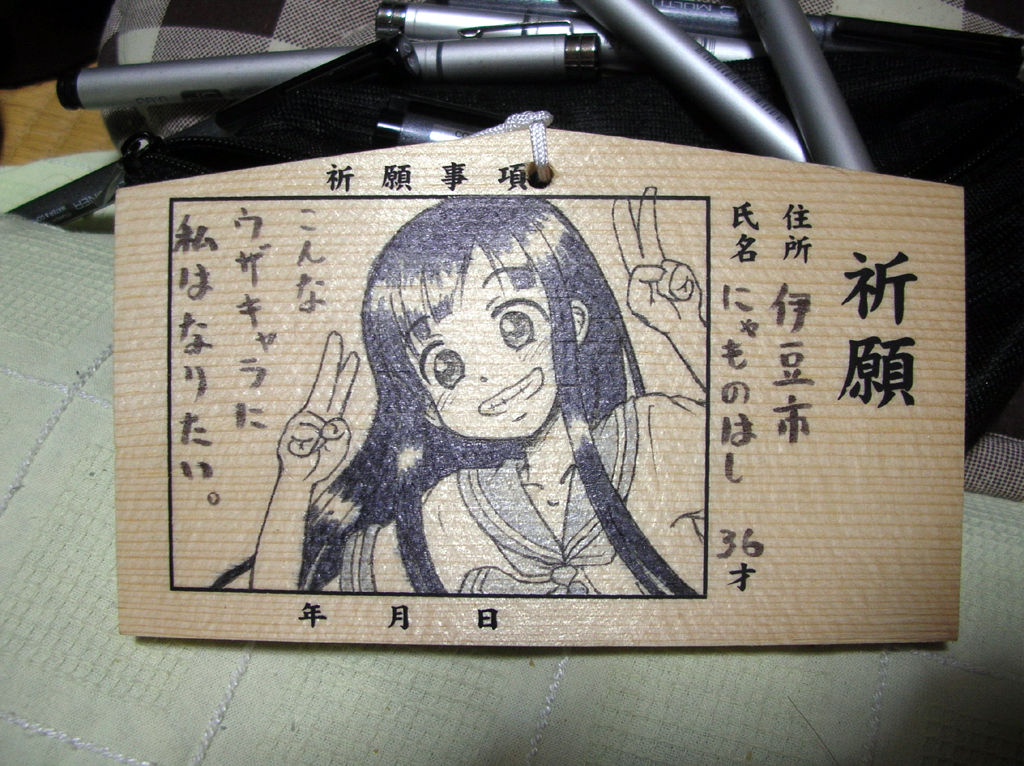 祈願事項
祈願
住所 伊豆市
氏名 にゃものはし 36才
こんな
ウザキャラに
私はなりたい。
年 月 日